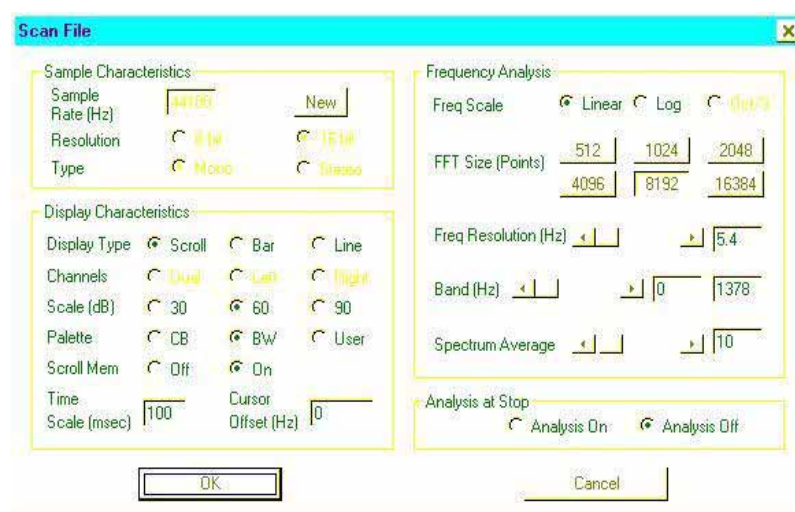 Scan File
Sample Characteristics
Sample Rate (Hz) 44100 New
Resolution 8 bit 16 bit
Type Mono Stereo
Display Characteristics
Display Type Scroll Bar Line
Channels Dual Left Right
Scale (dB) 30 60 90
Palette CB BW User
Scroll Mem Off On
Time Scale (msec) 100 Cursor Offset (Hz) 0
Frequency Analysis
Freq Scale Linear Log
FFT Size (Points) 512 1024 2048
4096 8192 16384
Freq Resolution (Hz) 5.4
Band (Hz) 0 1378
Spectrum Average 10
Analysis at Stop
Analysis On Analysis Off
OK Cancel